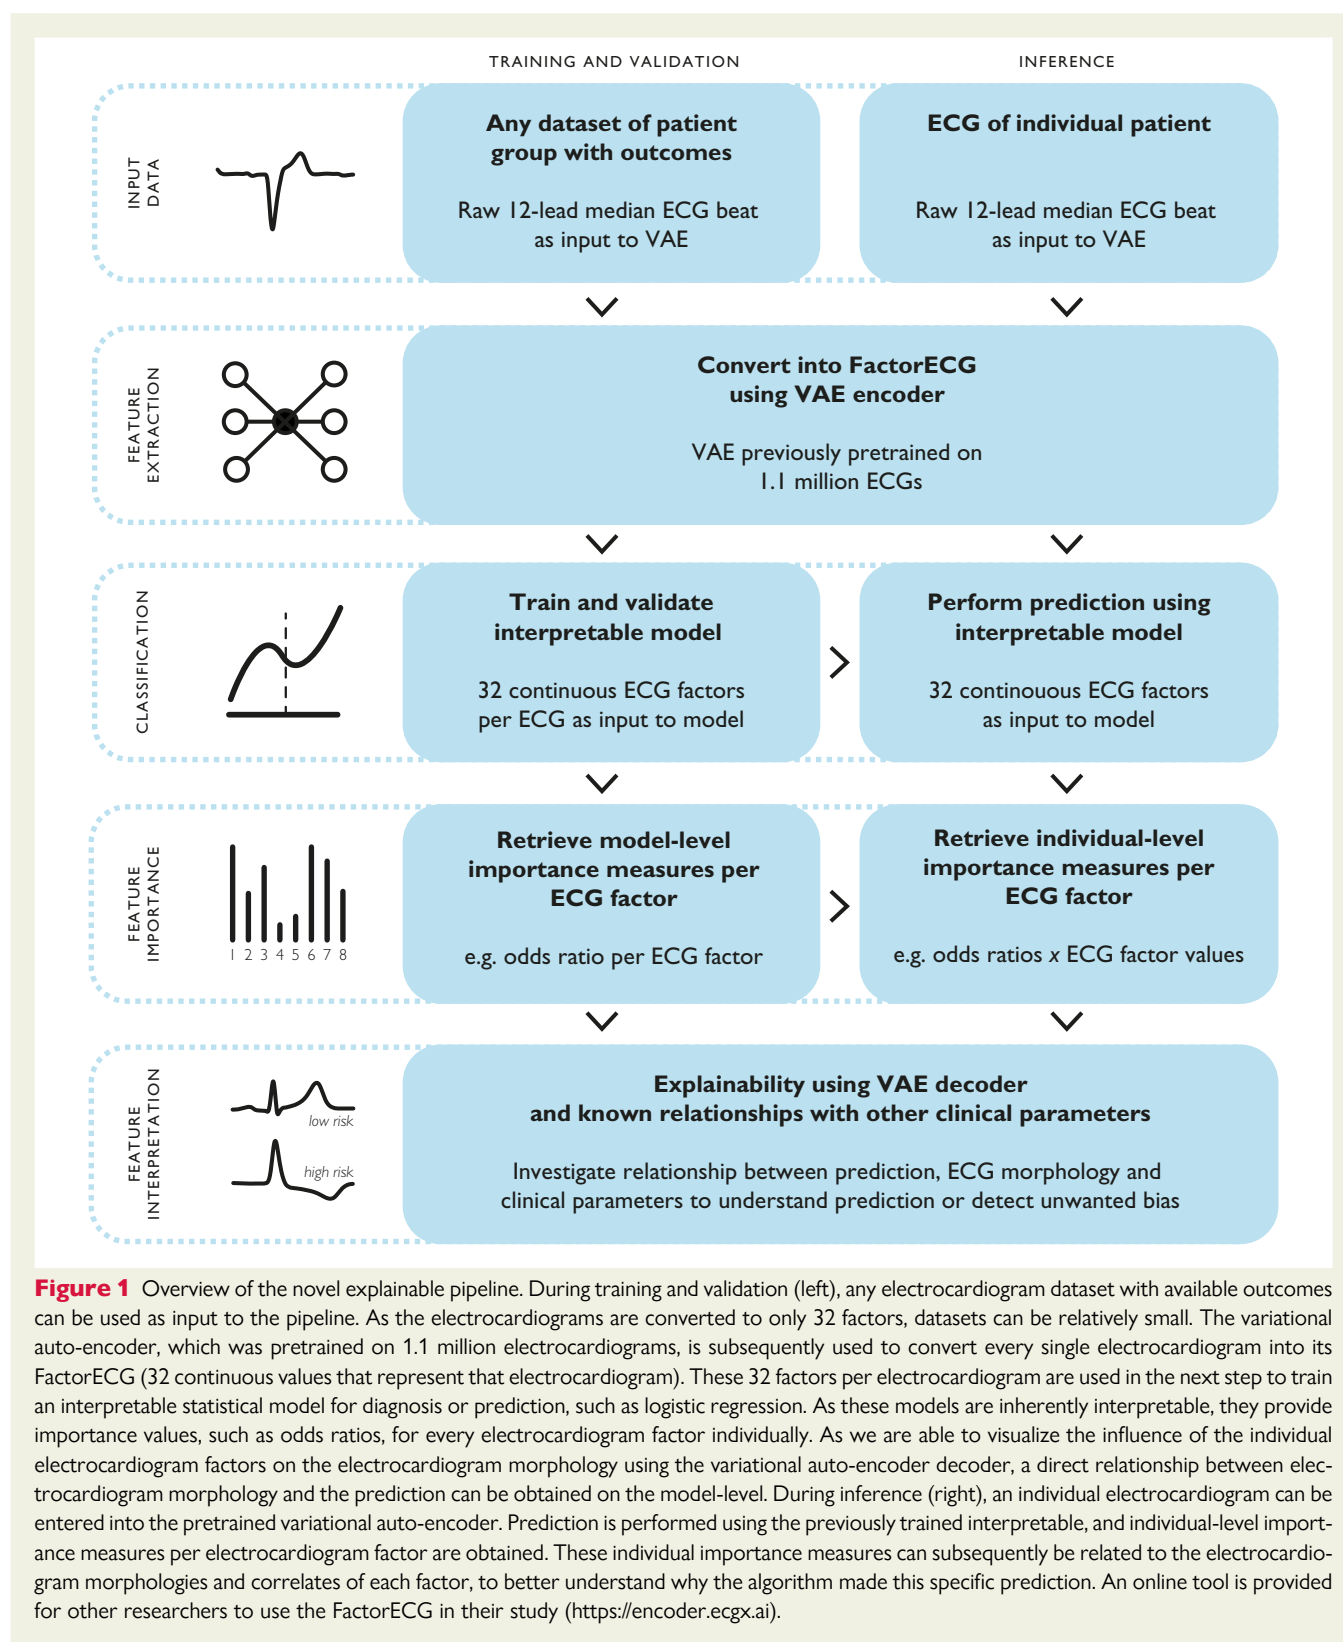 TRAINING AND VALIDATION
INFERENCE
INPUT
DATA
Any dataset of patient
group with outcomes
Raw 12-lead median ECG beat
as input to VAE
ECG of individual patient
Raw 12-lead median ECG beat
as input to VAE
FEATURE
EXTRACTION
Convert into FactorECG
using VAE encoder
VAE previously pretrained on
1.1 million ECGs
CLASSIFICATION
Train and validate
interpretable model
32 continuous ECG factors
per ECG as input to model
Perform prediction using
interpretable model
32 continouous ECG factors
as input to model
FEATURE
IMPORTANCE
1 2 3 4 5 6 7 8
Retrieve model-level
importance measures per
ECG factor
e.g. odds ratio per ECG factor
Retrieve individual-level
importance measures per
ECG factor
e.g. odds ratios x ECG factor values
FEATURE
INTERPRETATION
low risk
high risk
Explainability using VAE decoder
and known relationships with other clinical parameters
Investigate relationship between prediction, ECG morphology and
clinical parameters to understand prediction or detect unwanted bias
Figure 1 Overview of the novel explainable pipeline. During training and validation (left), any electrocardiogram dataset with available outcomes
can be used as input to the pipeline. As the electrocardiograms are converted to only 32 factors, datasets can be relatively small. The variational
auto-encoder, which was pretrained on 1.1 million electrocardiograms, is subsequently used to convert every single electrocardiogram into its
FactorECG (32 continuous values that represent that electrocardiogram). These 32 factors per electrocardiogram are used in the next step to train
an interpretable statistical model for diagnosis or prediction, such as logistic regression. As these models are inherently interpretable, they provide
importance values, such as odds ratios, for every electrocardiogram factor individually. As we are able to visualize the influence of the individual
electrocardiogram factors on the electrocardiogram morphology using the variational auto-encoder decoder, a direct relationship between elec-
trocardiogram morphology and the prediction can be obtained on the model-level. During inference (right), an individual electrocardiogram can be
entered into the pretrained variational auto-encoder. Prediction is performed using the previously trained interpretable, and individual-level import-
ance measures per electrocardiogram factor are obtained. These individual importance measures can subsequently be related to the electrocardio-
gram morphologies and correlates of each factor, to better understand why the algorithm made this specific prediction. An online tool is provided
for other researchers to use the FactorECG in their study (https://encoder.ecgx.ai).